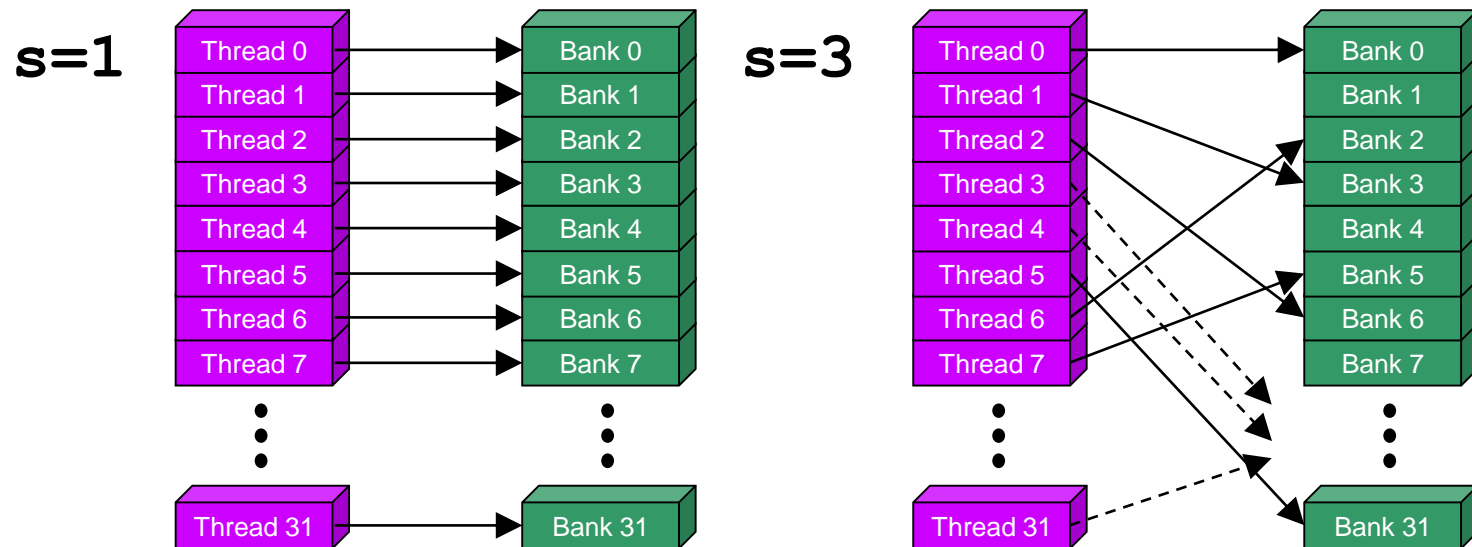 s=1
Thread 0
Thread 1
Thread 2
Thread 3
Thread 4
Thread 5
Thread 6
Thread 7
Thread 31
Bank 0
Bank 1
Bank 2
Bank 3
Bank 4
Bank 5
Bank 6
Bank 7
Bank 31
s=3
Thread 0
Thread 1
Thread 2
Thread 3
Thread 4
Thread 5
Thread 6
Thread 7
Thread 31
Bank 0
Bank 1
Bank 2
Bank 3
Bank 4
Bank 5
Bank 6
Bank 7
Bank 31